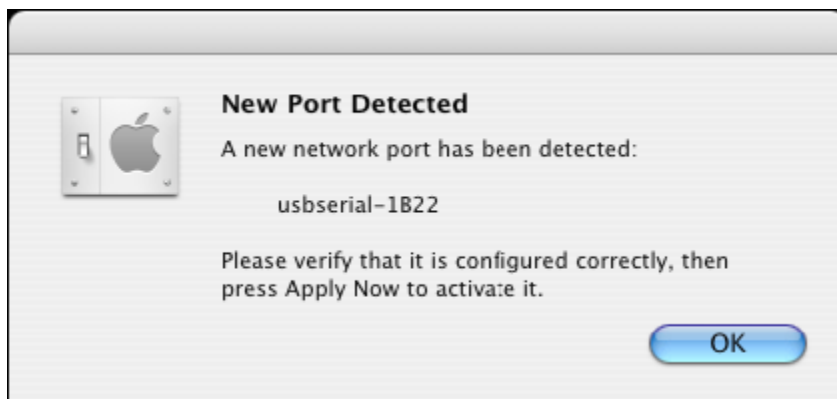 New Port Detected
A new network port has been detected:
usbserial-1B22
Please verify that it is configured correctly, then
press Apply Now to activate it.
OK